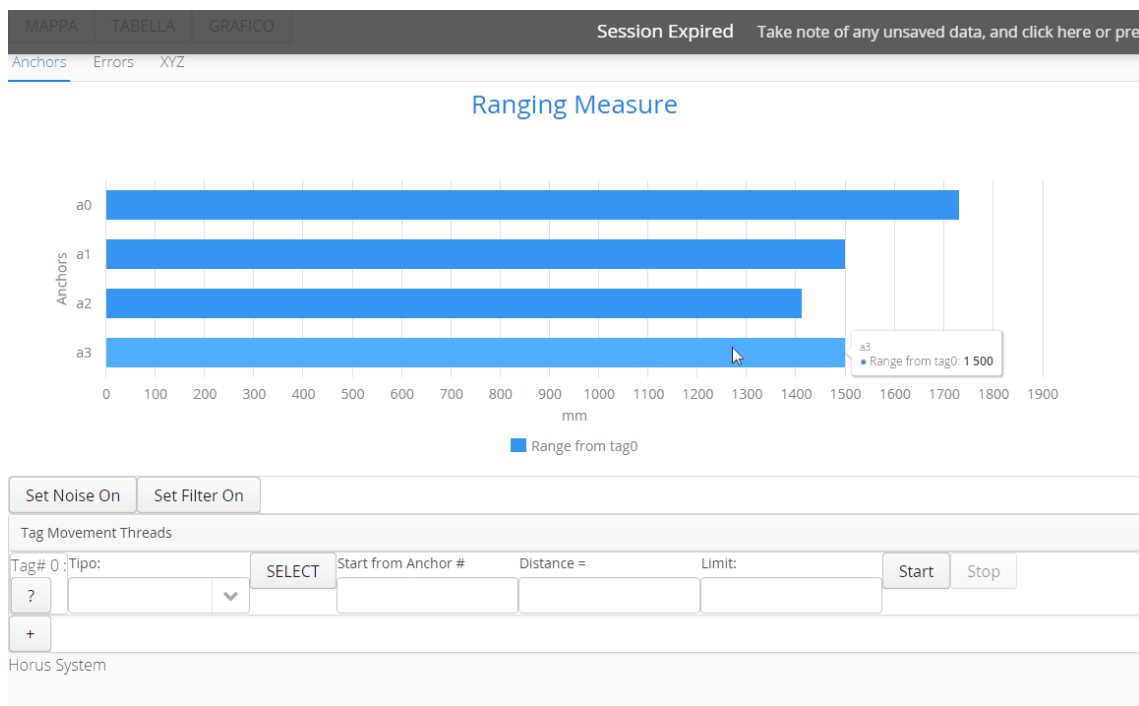 MAPPA TABELLA GRAFICO
Session Expired Take note of any unsaved data, and click here or pre
Anchors Errors XYZ
Ranging Measure
Anchors
a0
a1
a2
a3
a3
Range from tag0: 1 500
0 100 200 300 400 500 600 700 800 900 1000 1100 1200 1300 1400 1500 1600 1700 1800 1900
mm
Range from tag0
Set Noise On Set Filter On
Tag Movement Threads
Tag# 0 : Tipo: SELECT Start from Anchor # Distance = Limit: Start Stop
?
+
Horus System